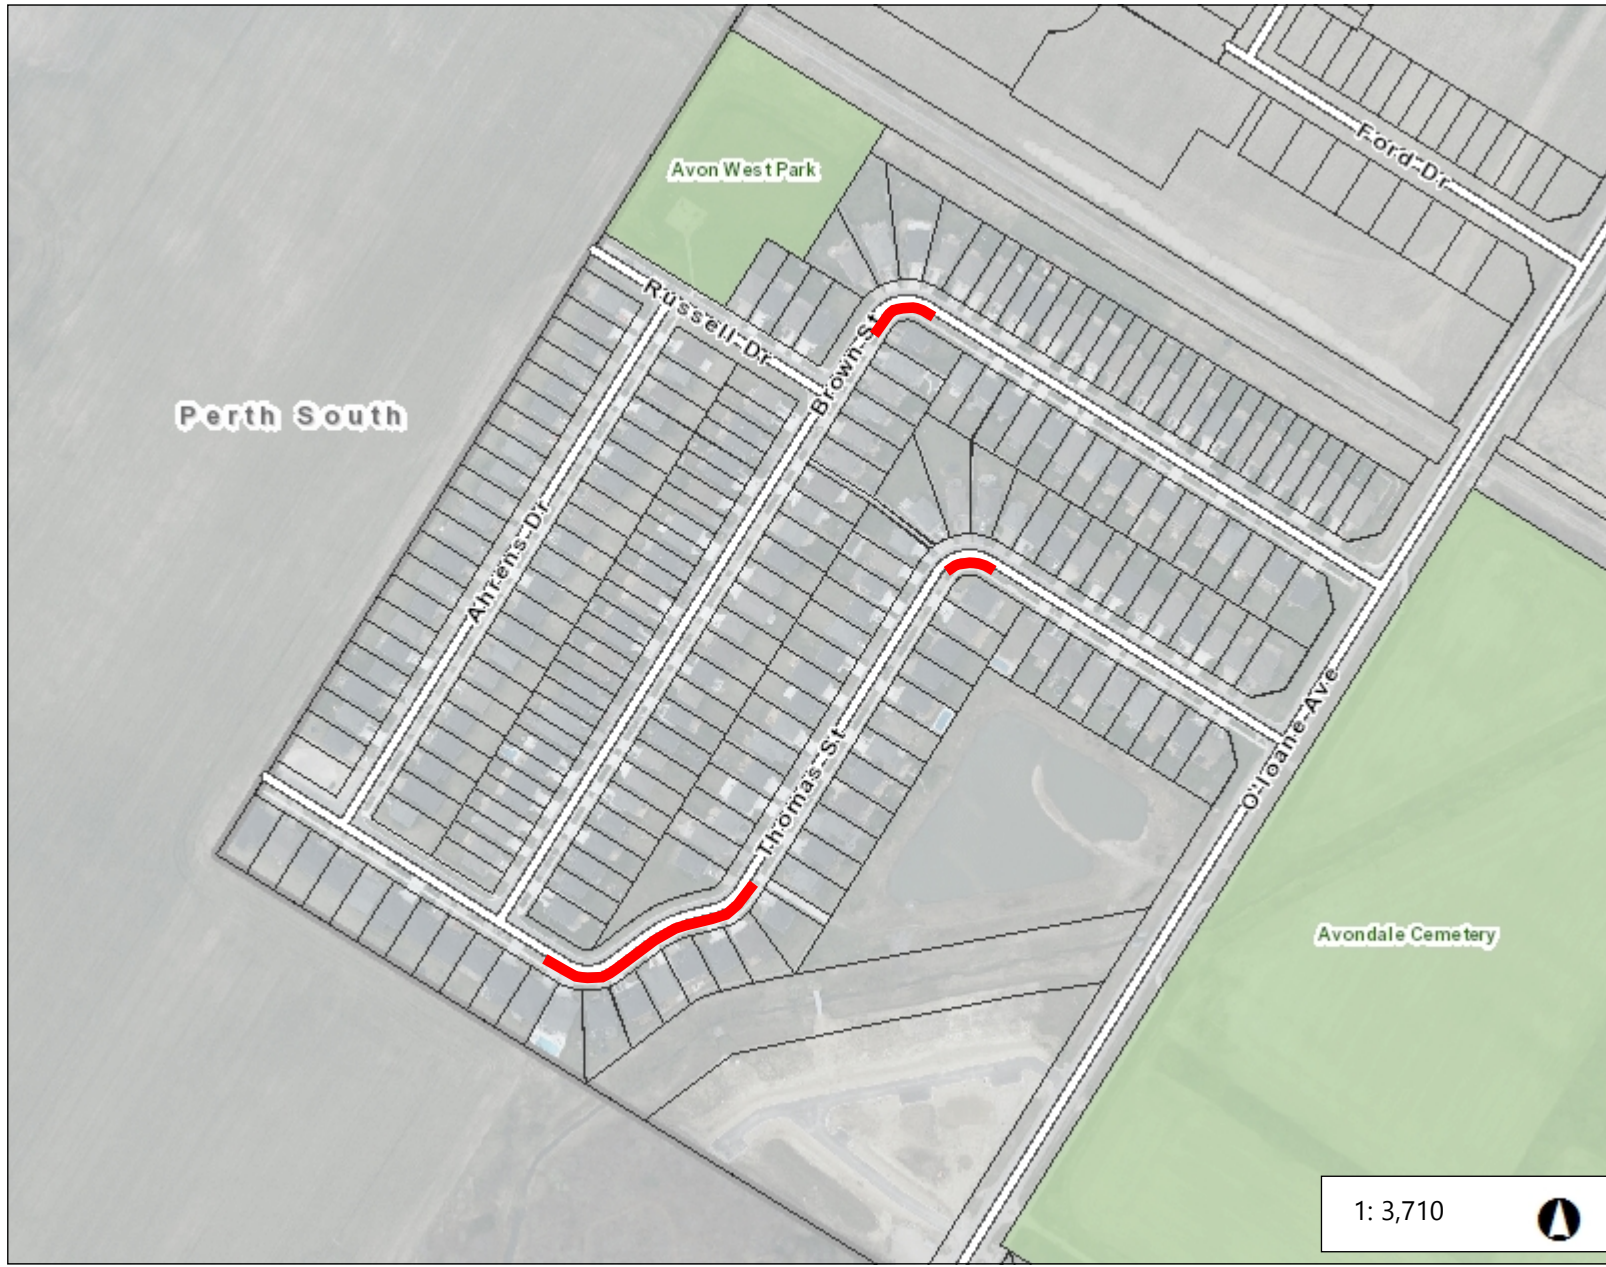 Ford Dr
Avon West Park
Russell Dr
Brown St
Perth South
Ahrens Dr
Thomas St
O'loane Ave
Avondale Cemetery
1: 3,710